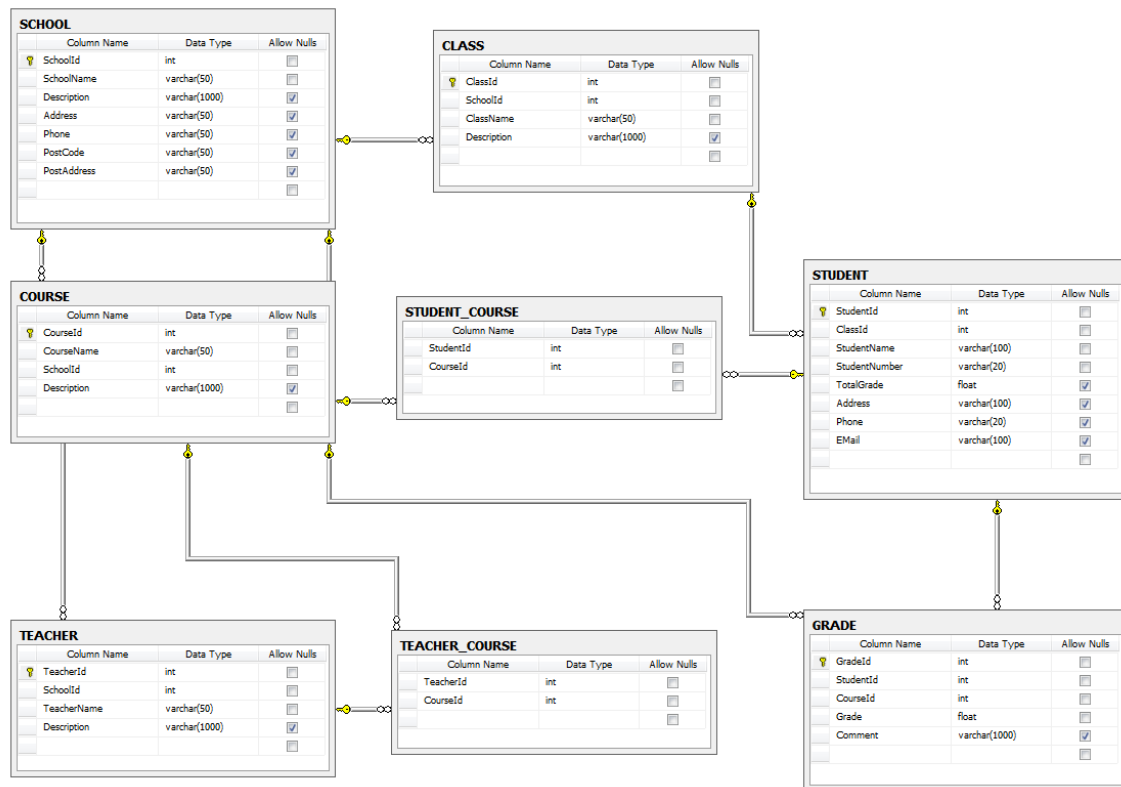 SCHOOL
Column Name Data Type Allow Nulls
SchoolId int
SchoolName varchar(50)
Description varchar(1000)
Address varchar(50)
Phone varchar(50)
PostCode varchar(50)
PostAddress varchar(50)
CLASS
Column Name Data Type Allow Nulls
ClassId int
SchoolId int
ClassName varchar(50)
Description varchar(1000)
COURSE
Column Name Data Type Allow Nulls
CourseId int
CourseName varchar(50)
SchoolId int
Description varchar(1000)
STUDENT_COURSE
Column Name Data Type Allow Nulls
StudentId int
CourseId int
STUDENT
Column Name Data Type Allow Nulls
StudentId int
ClassId int
StudentName varchar(100)
StudentNumber varchar(20)
TotalGrade float
Address varchar(100)
Phone varchar(20)
EMail varchar(100)
TEACHER
Column Name Data Type Allow Nulls
TeacherId int
SchoolId int
TeacherName varchar(50)
Description varchar(1000)
TEACHER_COURSE
Column Name Data Type Allow Nulls
TeacherId int
CourseId int
GRADE
Column Name Data Type Allow Nulls
GradeId int
StudentId int
CourseId int
Grade float
Comment varchar(1000)